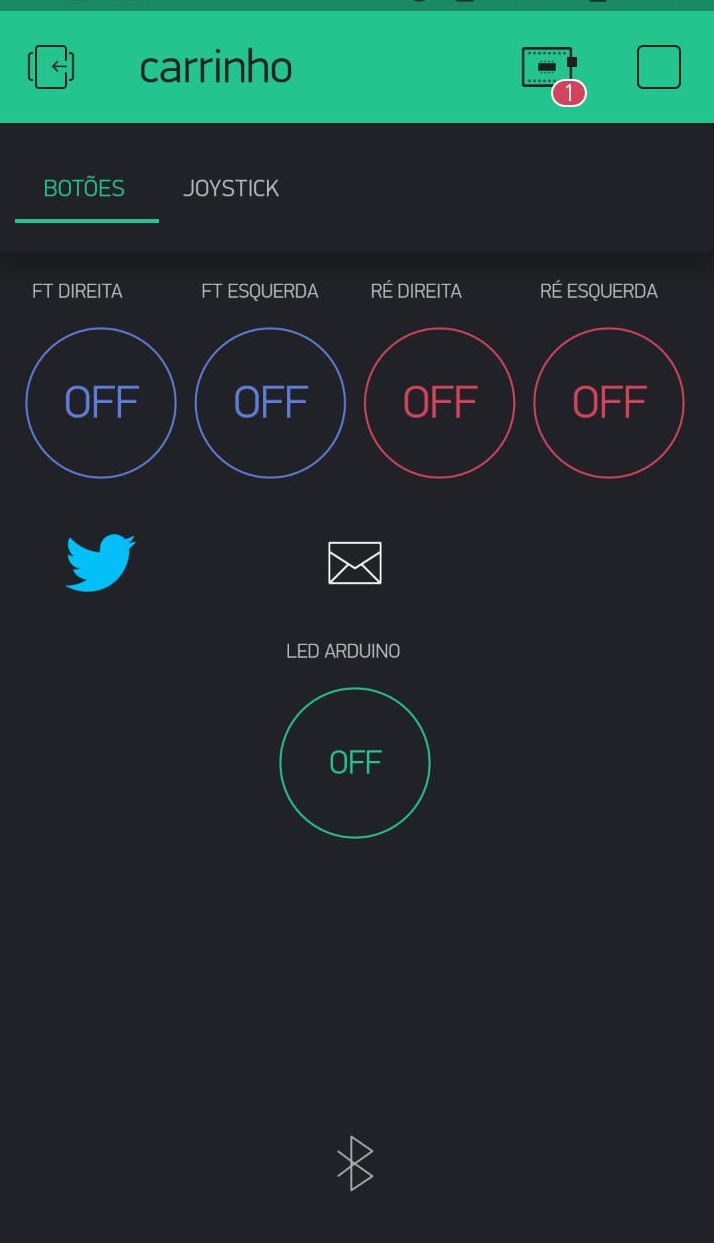 carrinho
1
BOTÕES JOYSTICK
FT DIREITA FT ESQUERDA RÉ DIREITA RÉ ESQUERDA
OFF OFF OFF OFF
LED ARDUINO
OFF